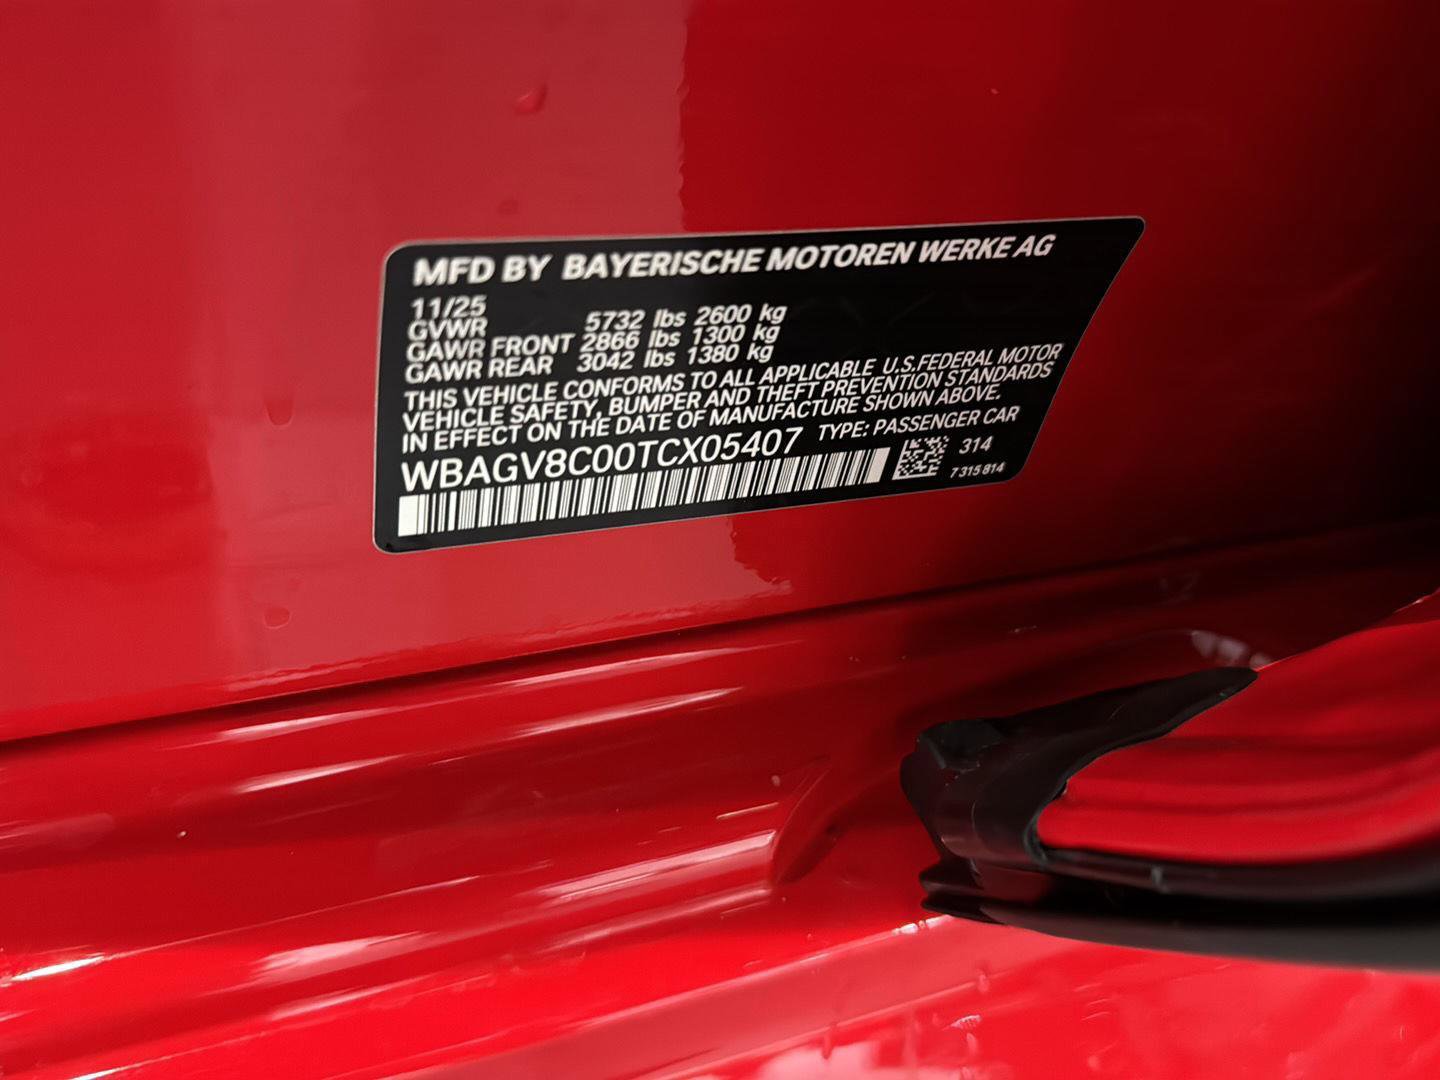 MFD BY BAYERISCHE MOTOREN WERKE AG
11/25
GVWR 5732 lbs 2600 kg
GAWR FRONT 2866 lbs 1300 kg
GAWR REAR 3042 lbs 1380 kg
THIS VEHICLE CONFORMS TO ALL APPLICABLE U.S.FEDERAL MOTOR
VEHICLE SAFETY, BUMPER AND THEFT PREVENTION STANDARDS
IN EFFECT ON THE DATE OF MANUFACTURE SHOWN ABOVE.
WBAGV8C00TCX05407 TYPE: PASSENGER CAR
314
7 315 814